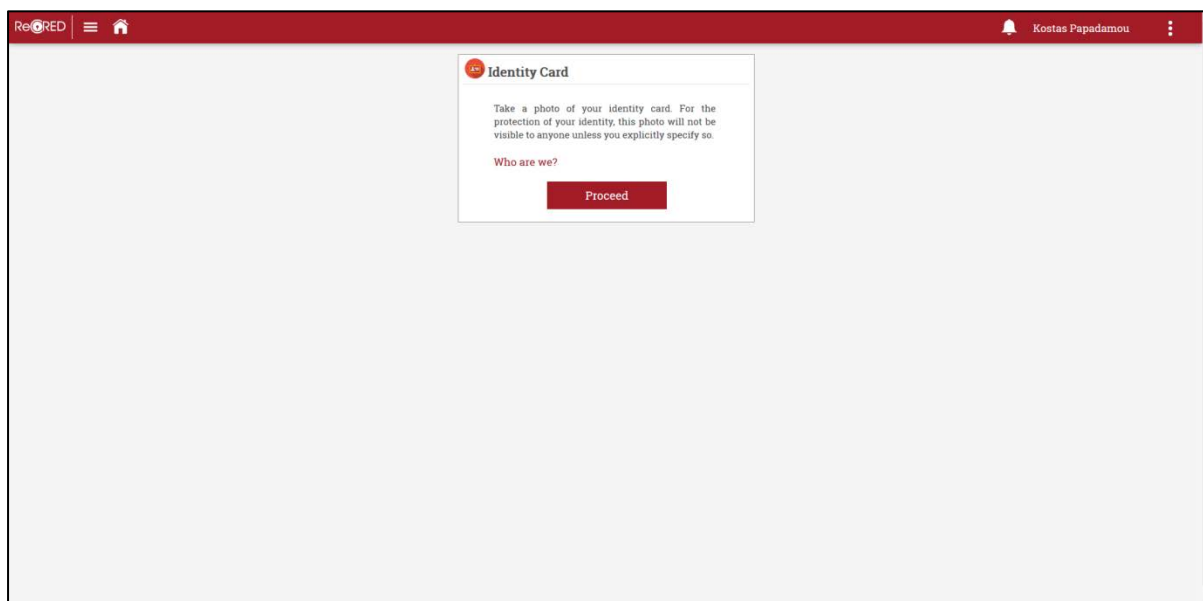 ReCRED
Kostas Papadamou
Identity Card
Take a photo of your identity card. For the
protection of your identity, this photo will not be
visible to anyone unless you explicitly specify so.
Who are we?
Proceed